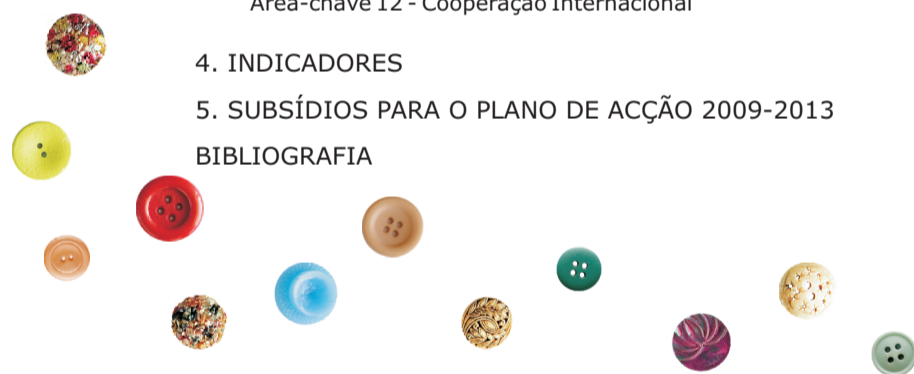 Área-chave 12 - Cooperação Internacional
4. INDICADORES
5. SUBSÍDIOS PARA O PLANO DE ACÇÃO 2009-2013
BIBLIOGRAFIA